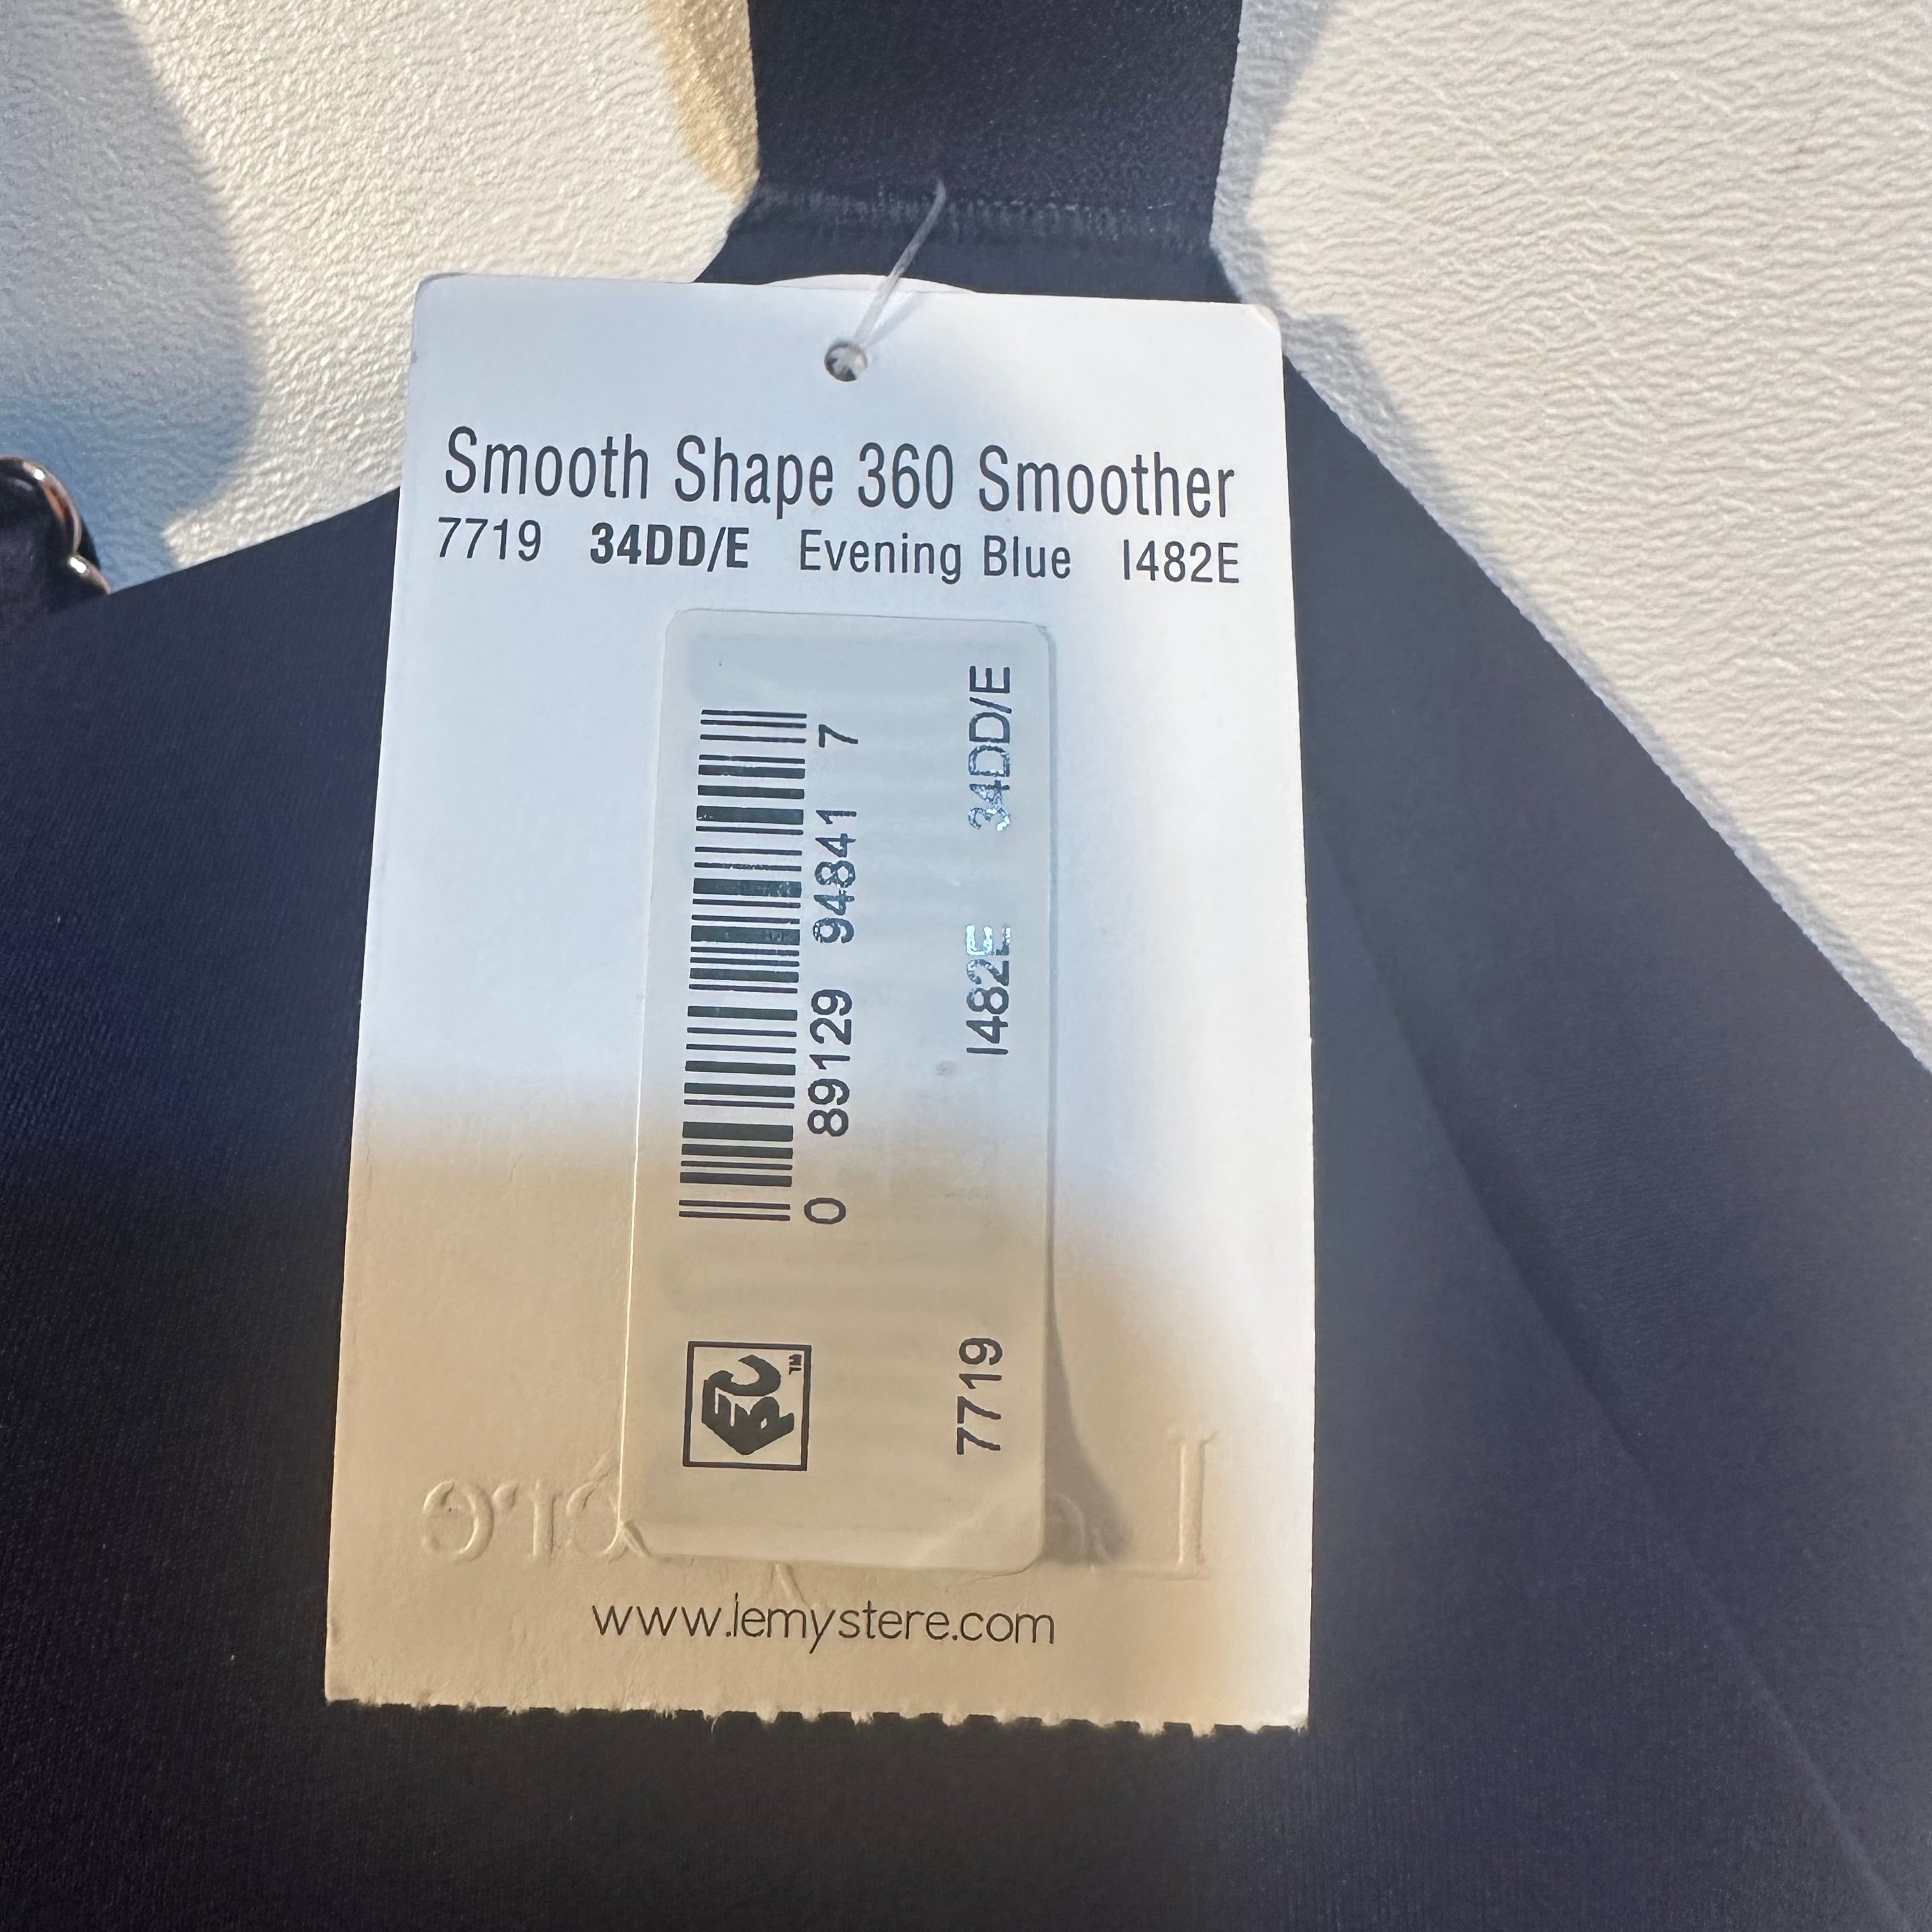 Smooth Shape 360 Smoother
7719 34DD/E Evening Blue I482E
0 89129 94841 7
7719 I482E 34DD/E
www.lemystere.com